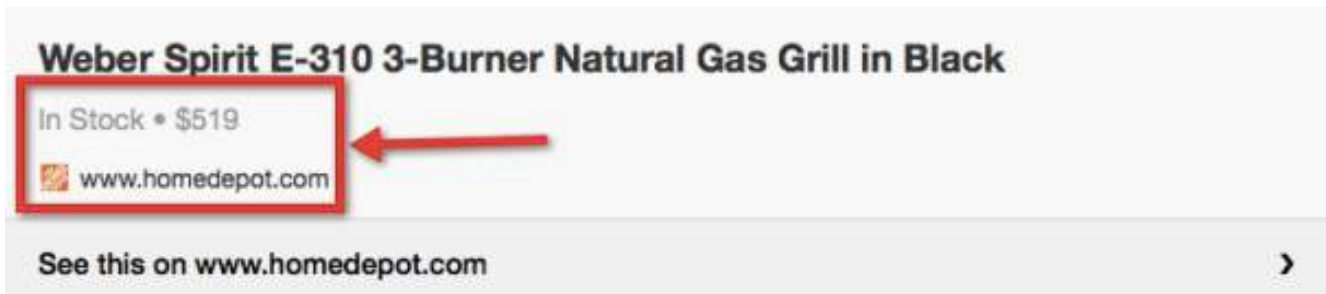 Weber Spirit E-310 3-Burner Natural Gas Grill in Black
In Stock • $519
www.homedepot.com
See this on www.homedepot.com